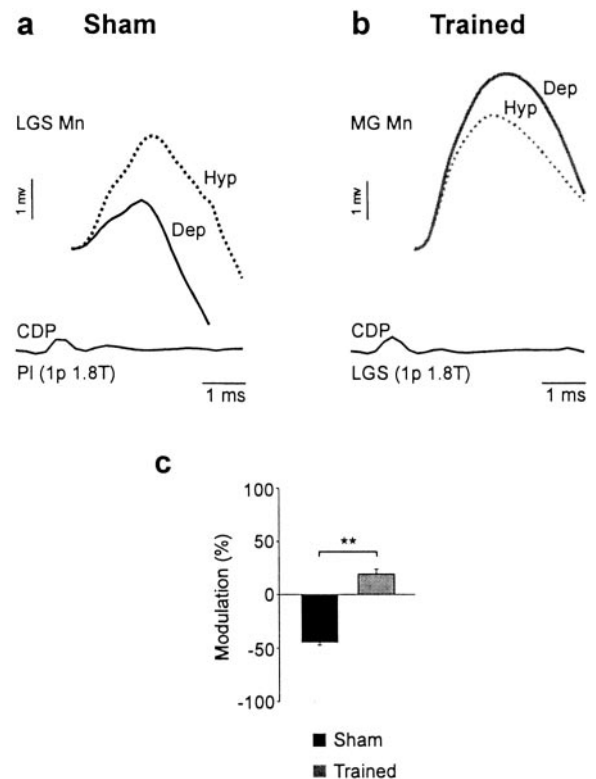 a Sham
b Trained
LGS Mn
1 mv
Hyp
Dep
CDP
PI (1p 1.8T)
1 ms
MG Mn
1 mv
Dep
Hyp
CDP
LGS (1p 1.8T)
1 ms
c
Modulation (%)
100
50
0
-50
-100
★★
Sham
Trained